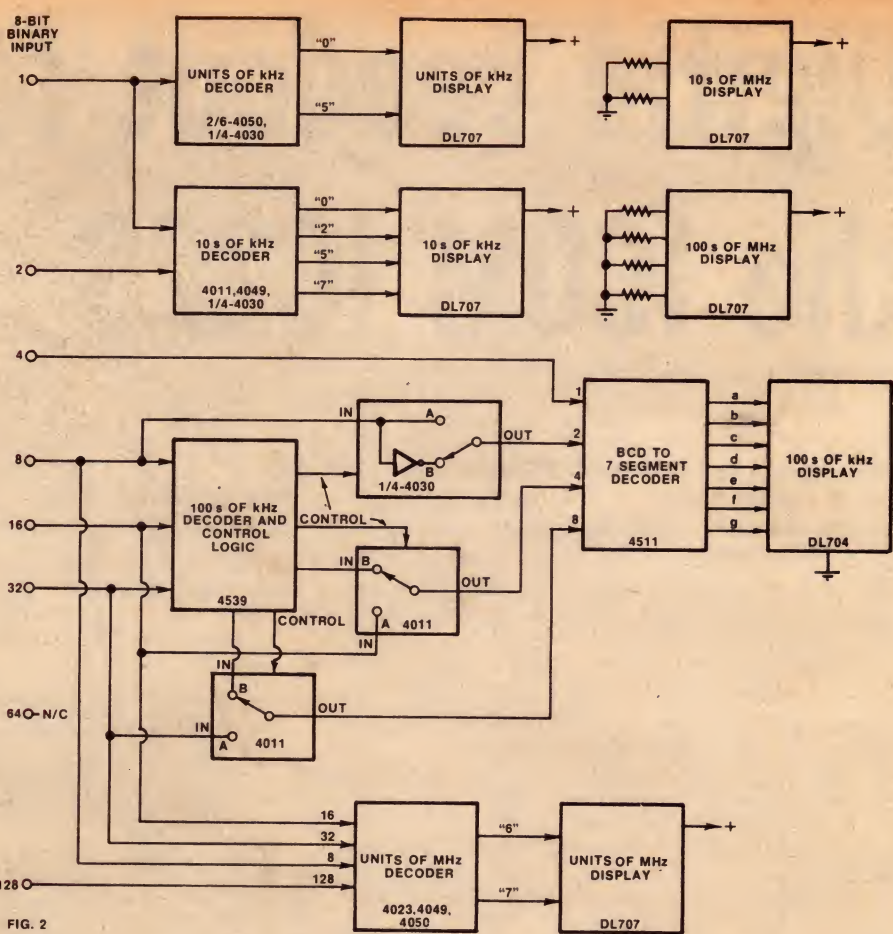 8-BIT
BINARY
INPUT
1
UNITS OF kHz
DECODER
2/6-4050,
1/4-4030
"0"
"5"
UNITS OF kHz
DISPLAY
DL707
+
10s OF MHz
DISPLAY
DL707
+
2
10s OF kHz
DECODER
4011,4049,
1/4-4030
"0"
"2"
"5"
"7"
10s OF kHz
DISPLAY
DL707
+
100s OF MHz
DISPLAY
DL707
+
4
8
16
32
100s OF kHz
DECODER AND
CONTROL
LOGIC
4539
IN
A
B
OUT
1/4-4030
CONTROL
IN
B
OUT
A
4011
IN
CONTROL
IN
B
OUT
IN
A
4011
1
2
4
8
BCD TO
7 SEGMENT
DECODER
4511
a
b
c
d
e
f
g
100s OF kHz
DISPLAY
DL704
64 N/C
128
16
32
8
128
UNITS OF MHz
DECODER
4023,4049,
4050
"6"
"7"
UNITS OF MHz
DISPLAY
DL707
+
FIG. 2